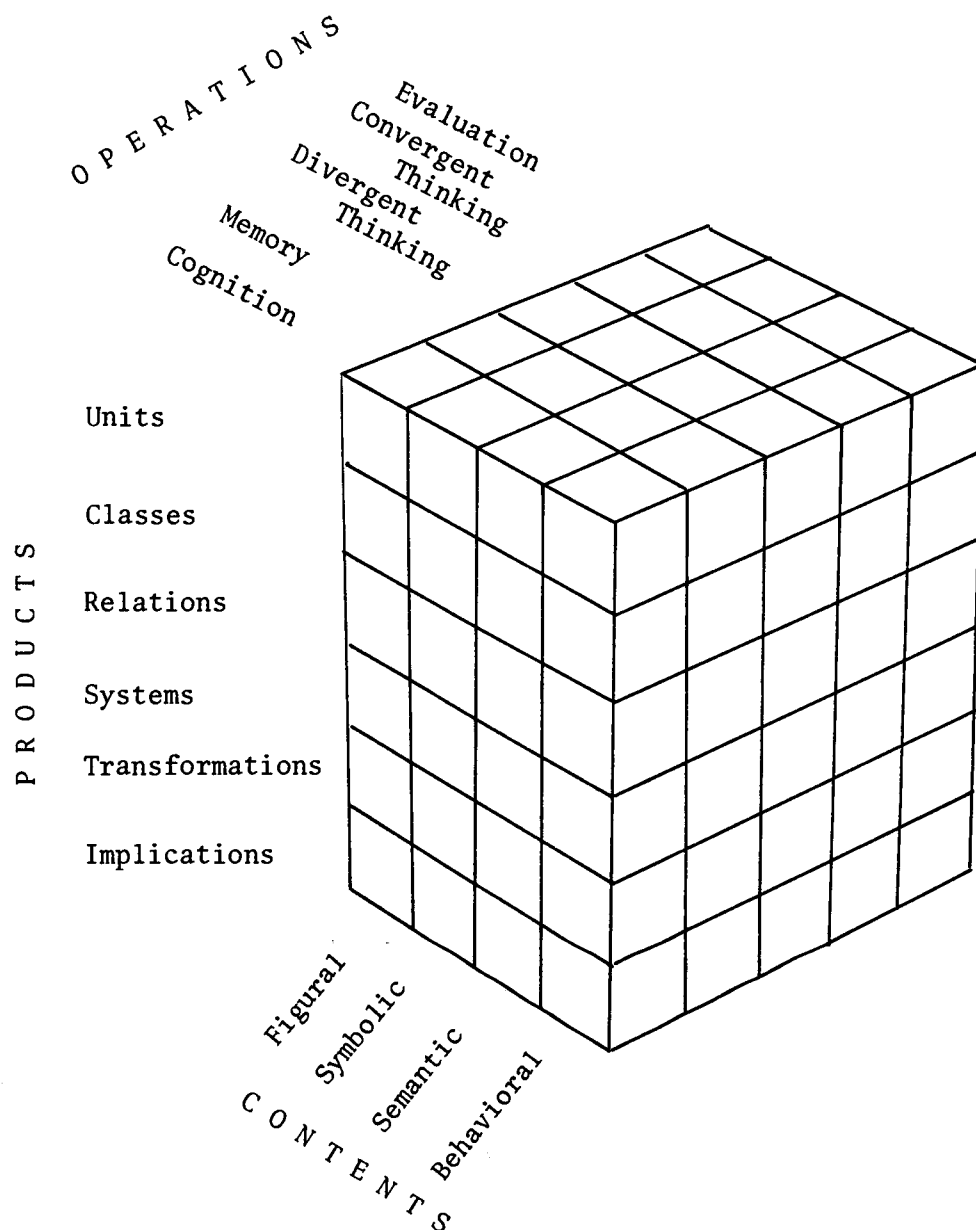 OPERATIONS
Evaluation
Convergent
Thinking
Divergent
Thinking
Memory
Cognition
PRODUCTS
Units
Classes
Relations
Systems
Transformations
Implications
Figural
Symbolic
Semantic
Behavioral
CONTENTS